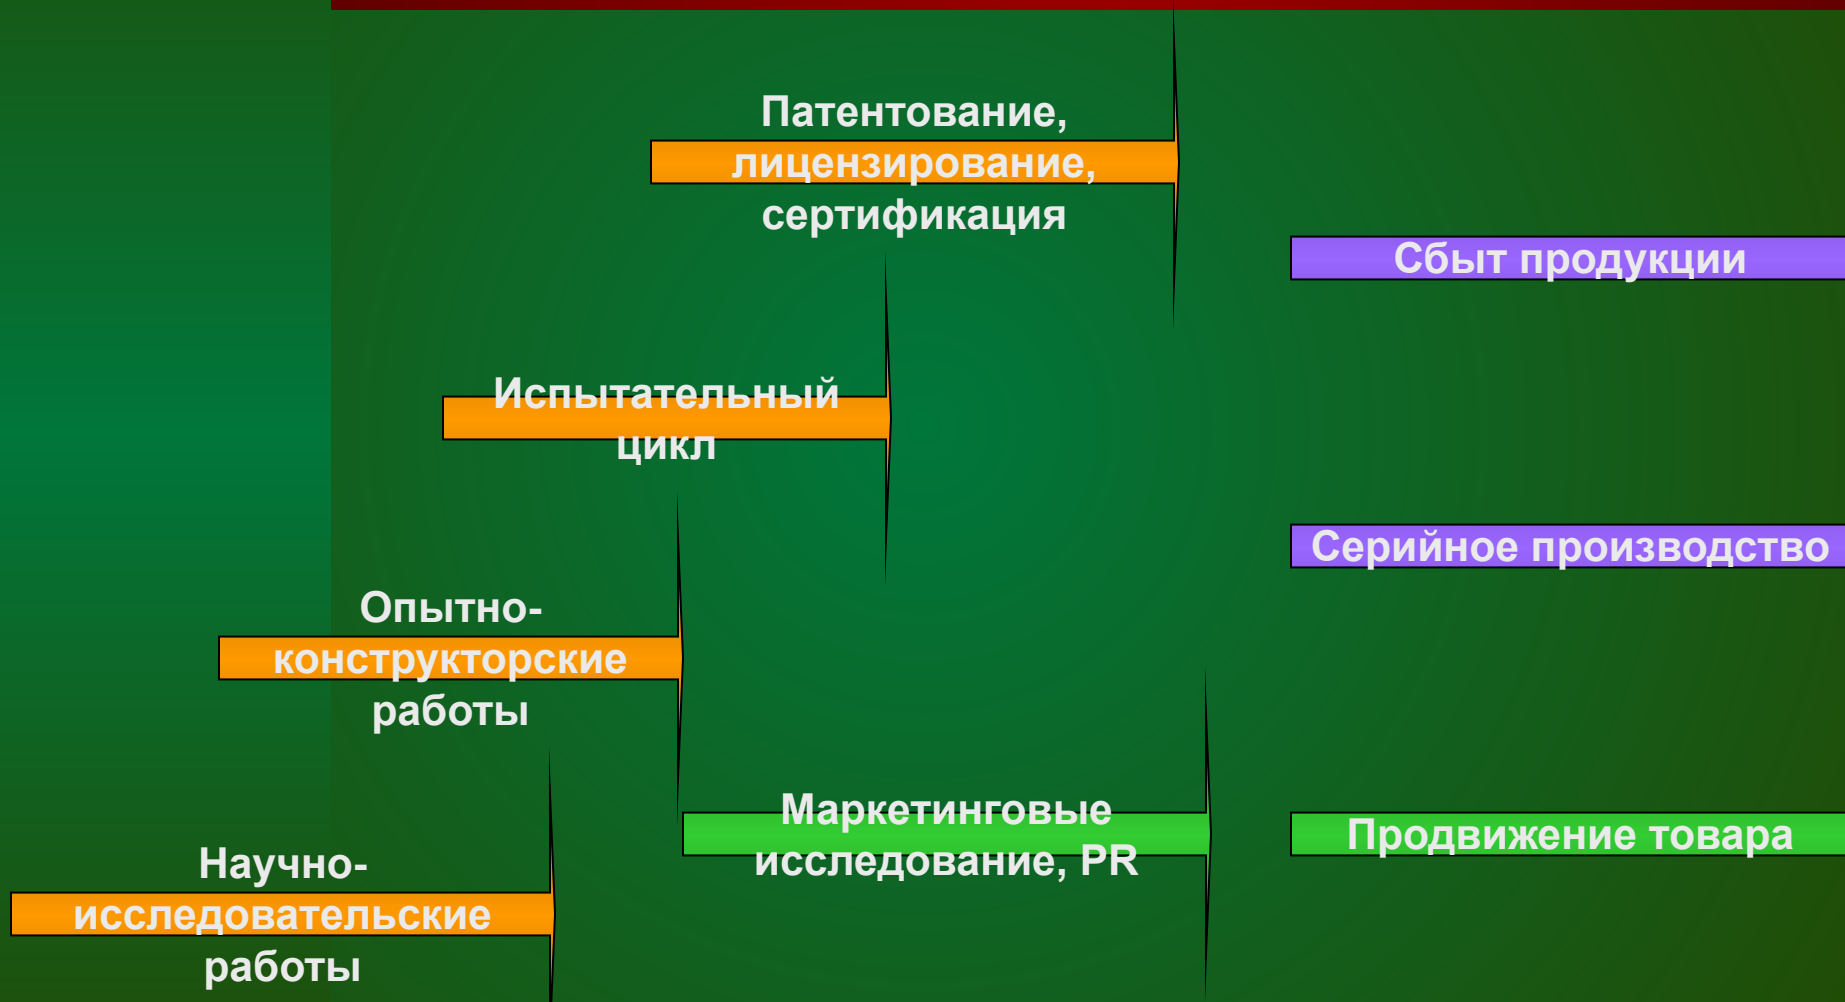 Патентование,
лицензирование,
сертификация
Сбыт продукции
Испытательный
цикл
Серийное производство
Опытно-
конструкторские
работы
Маркетинговые
исследование, PR
Продвижение товара
Научно-
исследовательские
работы